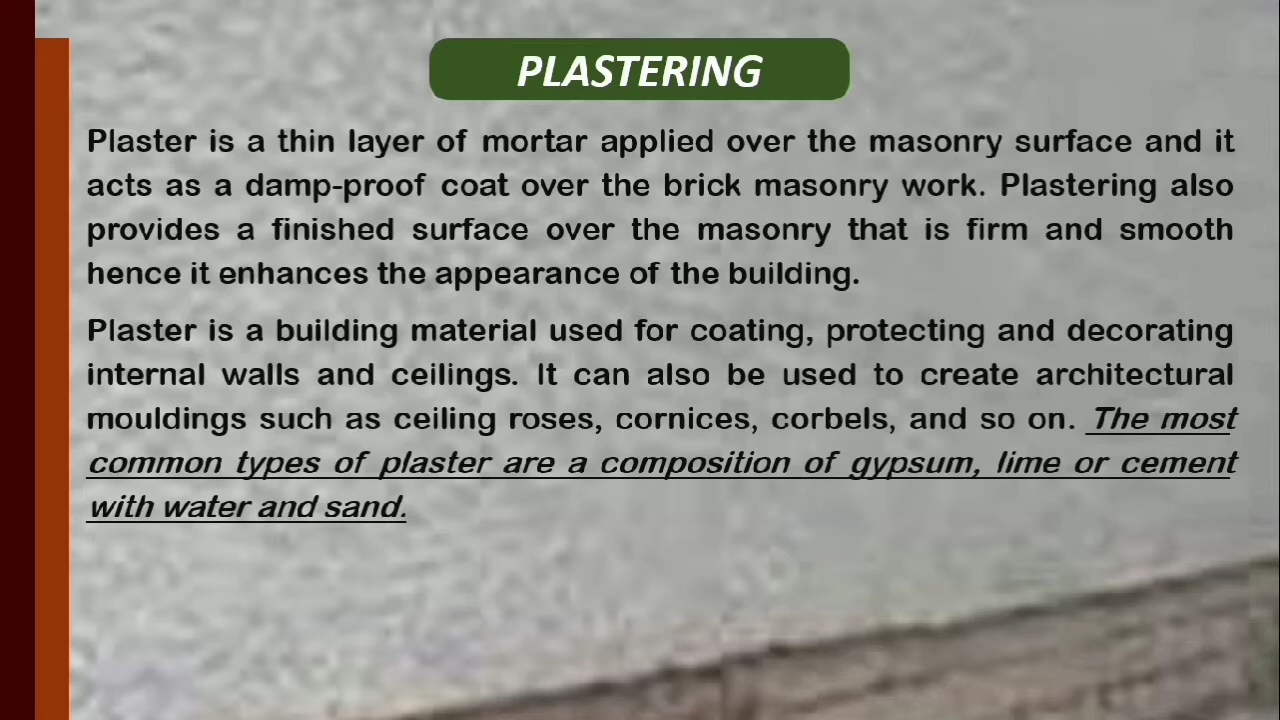 PLASTERING
Plaster is a thin layer of mortar applied over the masonry surface and it
acts as a damp-proof coat over the brick masonry work. Plastering also
provides a finished surface over the masonry that is firm and smooth
hence it enhances the appearance of the building.
Plaster is a building material used for coating, protecting and decorating
internal walls and ceilings. It can also be used to create architectural
mouldings such as ceiling roses, cornices, corbels, and so on. The most
common types of plaster are a composition of gypsum, lime or cement
with water and sand.